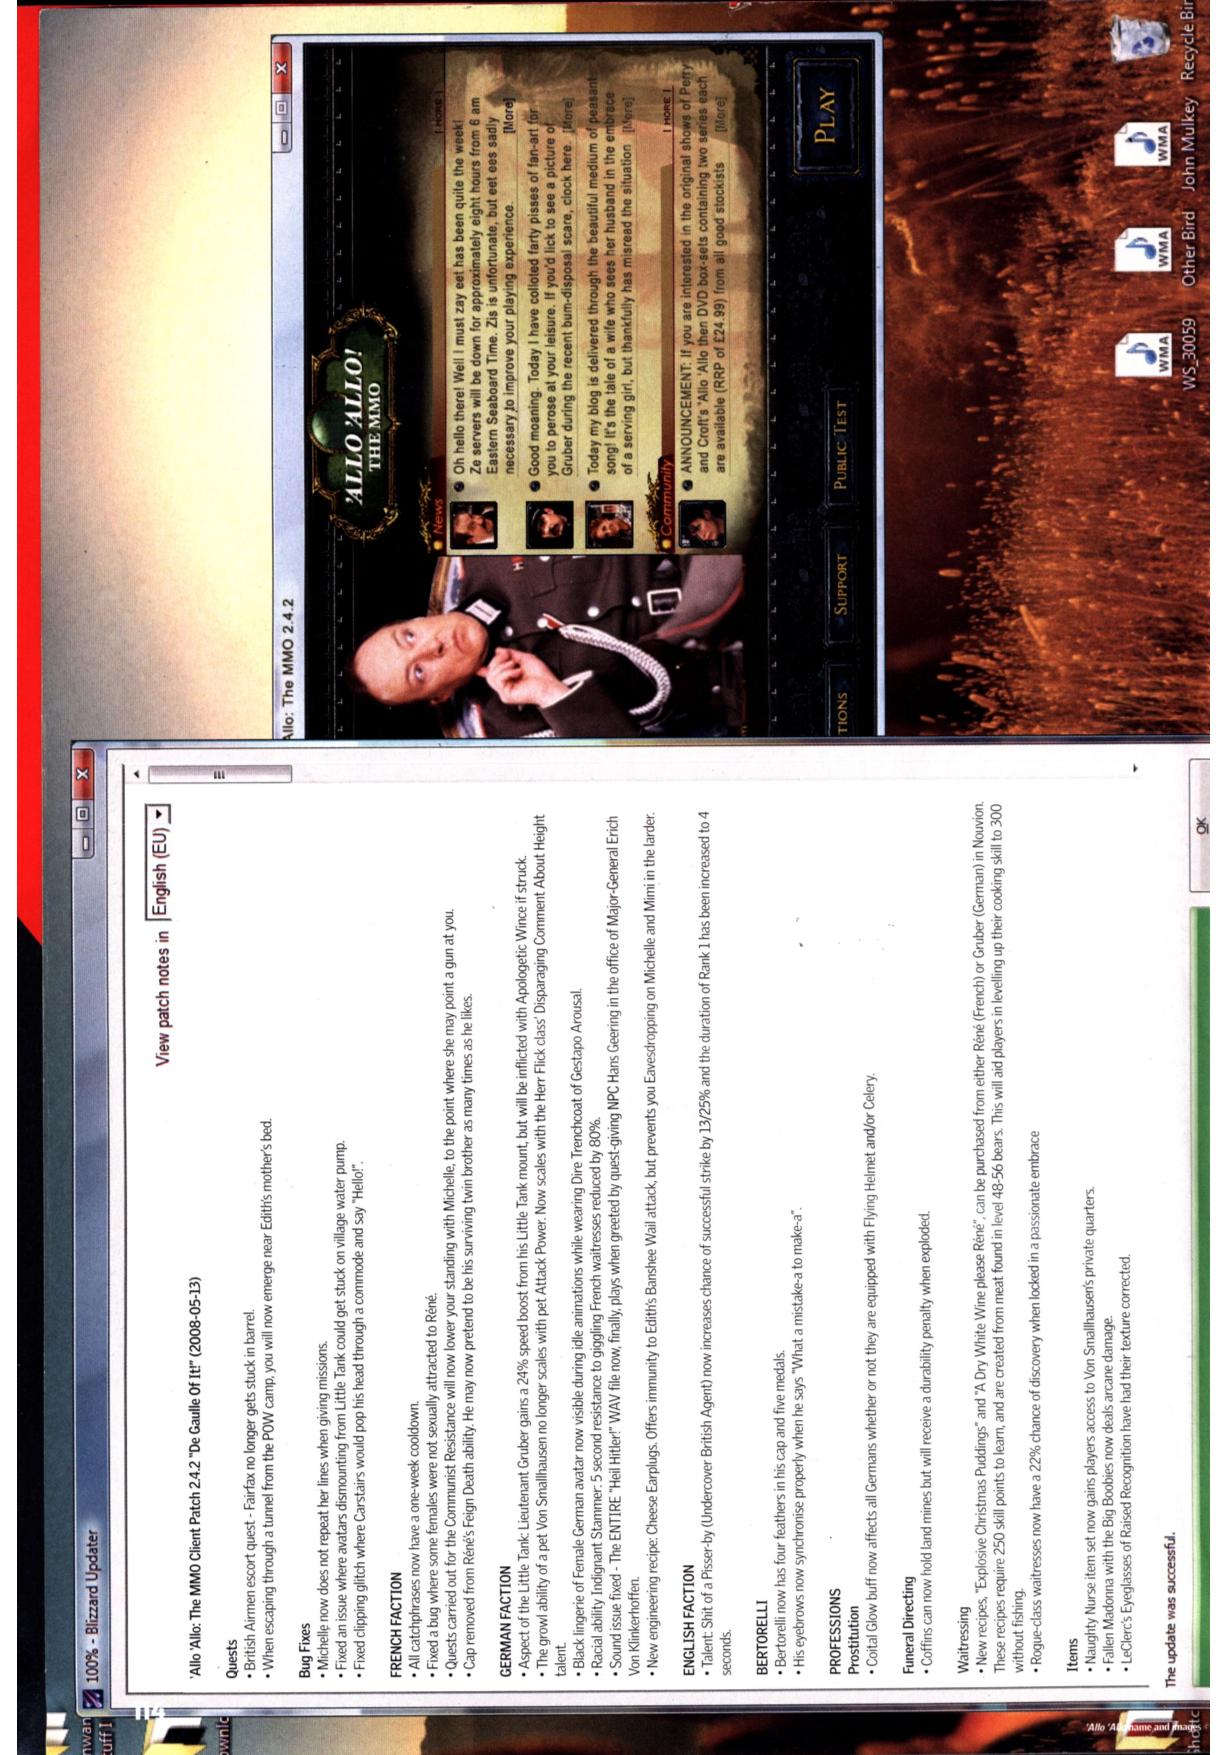 100% - Blizzard Updater
View patch notes in English (EU)
'Allo 'Allo: The MMO Client Patch 2.4.2 "De Gaulle Of It!" (2008-05-13)
Quests
• British Airmen escort quest - Fairfax no longer gets stuck in barrel.
• When escaping through a tunnel from the POW camp, you will now emerge near Edith's mother's bed.
Bug Fixes
• Michelle now does not repeat her lines when giving missions.
• Fixed an issue where avatars dismounting from Little Tank could get stuck on village water pump.
• Fixed clipping glitch where Carstairs would pop his head through a commode and say "Hello!".
FRENCH FACTION
• All catchphrases now have a one-week cooldown.
• Fixed a bug where some females were not sexually attracted to Réné.
• Quests carried out for the Communist Resistance will now lower your standing with Michelle, to the point where she may point a gun at you.
• Cap removed from Réné's Feign Death ability. He may now pretend to be his surviving twin brother as many times as he likes.
GERMAN FACTION
• Aspect of the Little Tank: Lieutenant Gruber gains a 24% speed boost from his Little Tank mount, but will be inflicted with Apologetic Wince if struck.
• The growl ability of a pet Von Smallhausen no longer scales with pet Attack Power. Now scales with the Herr Flick class' Disparaging Comment About Height
talent.
• Black lingerie of Female German avatar now visible during idle animations while wearing Dire Trenchcoat of Gestapo Arousal.
• Racial ability Indignant Stammer: 5 second resistance to giggling French waitresses reduced by 80%.
• Sound issue fixed - The ENTIRE "Heil Hitler!" WAV file now, finally, plays when greeted by quest-giving NPC Hans Geering in the office of Major-General Erich
Von Klinkerhoffen.
• New engineering recipe: Cheese Earplugs. Offers immunity to Edith's Banshee Wail attack, but prevents you Eavesdropping on Michelle and Mimi in the larder.
ENGLISH FACTION
• Talent: Shit of a Pisser-by (Undercover British Agent) now increases chance of successful strike by 13/25% and the duration of Rank 1 has been increased to 4
seconds.
BERTORELLI
• Bertorelli now has four feathers in his cap and five medals.
• His eyebrows now synchronise properly when he says "What a mistake-a to make-a".
PROFESSIONS
Prostitution
• Coital Glow buff now affects all Germans whether or not they are equipped with Flying Helmet and/or Celery.
Funeral Directing
• Coffins can now hold land mines but will receive a durability penalty when exploded.
Waitressing
• New recipes, "Explosive Christmas Puddings" and "A Dry White Wine please Réné", can be purchased from either Réné (French) or Gruber (German) in Nouvion.
These recipes require 250 skill points to learn, and are created from meat found in level 48-56 bears. This will aid players in levelling up their cooking skill to 300
without fishing.
• Rogue-class waitresses now have a 22% chance of discovery when locked in a passionate embrace
Items
• Naughty Nurse item set now gains players access to Von Smallhausen's private quarters.
• Fallen Madonna with the Big Boobies now deals arcane damage.
• LeClerc's Eyeglasses of Raised Recognition have had their texture corrected.
The update was successful.
OK
Allo: The MMO 2.4.2
'ALLO 'ALLO!
THE MMO
News
[ MORE ]
Oh hello there! Well I must zay eet has been quite the week!
Ze servers will be down for approximately eight hours from 6 am
Eastern Seaboard Time. Zis is unfortunate, but eet ees sadly
necessary to improve your playing experience. [More]
Good moaning. Today I have colloted farty pisses of fan-art for
you to perose at your leisure. If you'd lick to see a picture of
Gruber during the recent bum-disposal scare, clock here. [More]
Today my blog is delivered through the beautiful medium of peasant
song! It's the tale of a wife who sees her husband in the embrace
of a serving girl, but thankfully has misread the situation [More]
Community
[ MORE ]
ANNOUNCEMENT: If you are interested in the original shows of Perry
and Croft's 'Allo 'Allo then DVD box-sets containing two series each
are available (RRP of £24.99) from all good stockists [More]
TIONS
SUPPORT
PUBLIC TEST
PLAY
WMA
WS_30059
WMA
Other Bird
WMA
John Mulkey
Recycle Bin
114
'Allo 'Allo name and images